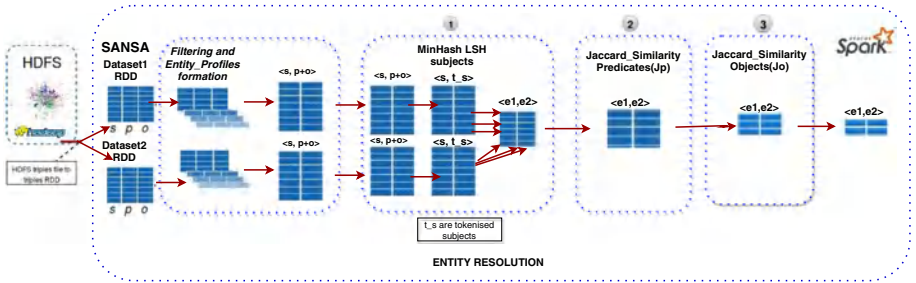 1
2
3
HDFS
hadoop
HDFS triples file to
triples RDD
SANSA
Dataset1
RDD
s p o
Dataset2
RDD
s p o
Filtering and
Entity_Profiles
formation
<s, p+o>
<s, p+o>
MinHash LSH
subjects
<s, p+o>
<s, t_s>
<e1,e2>
<s, p+o>
<s, t_s>
t_s are tokenised
subjects
Jaccard_Similarity
Predicates(Jp)
<e1,e2>
Jaccard_Similarity
Objects(Jo)
<e1,e2>
APACHE
Spark
<e1,e2>
ENTITY RESOLUTION